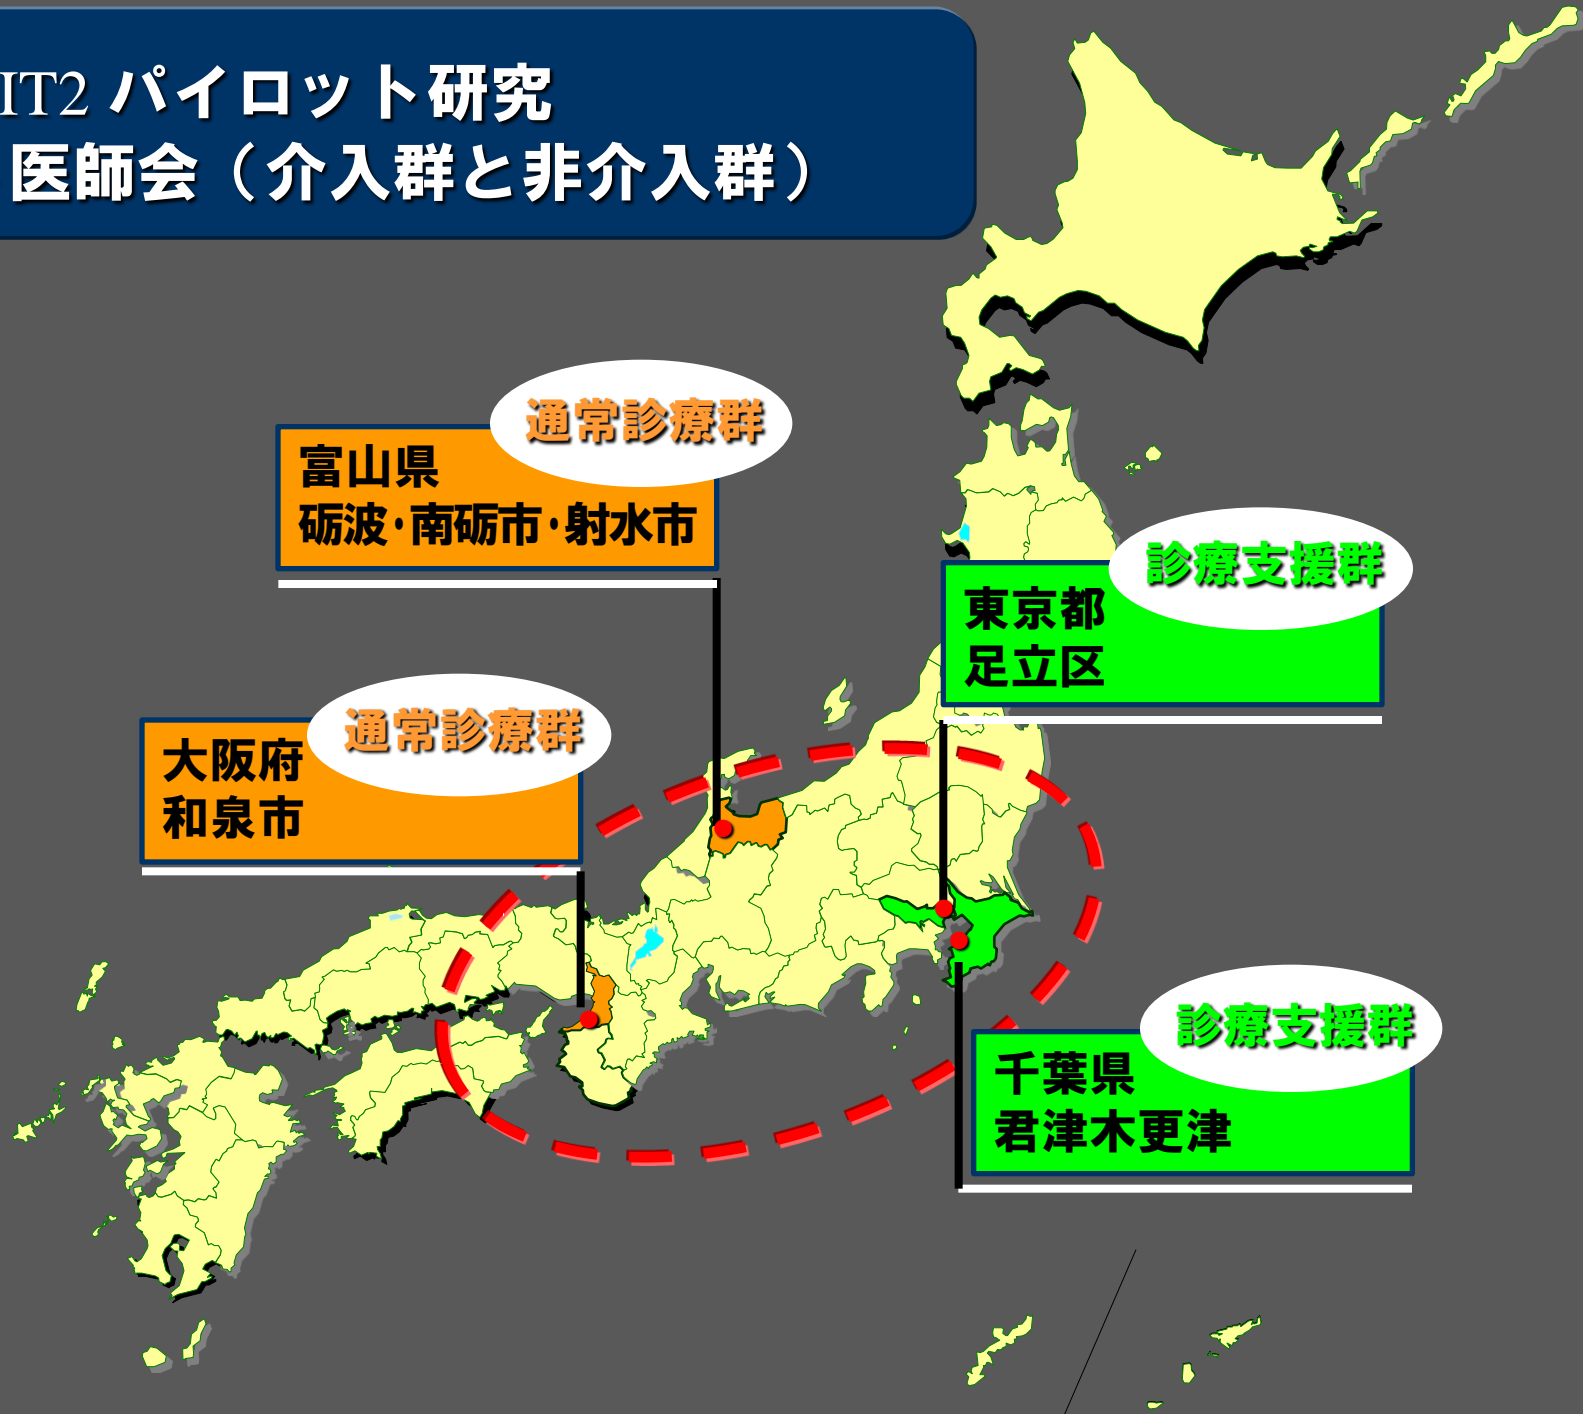 IT2 パイロット研究
医師会（介入群と非介入群）
通常診療群
富山県
砺波･南砺市･射水市
診療支援群
東京都
足立区
通常診療群
大阪府
和泉市
診療支援群
千葉県
君津木更津